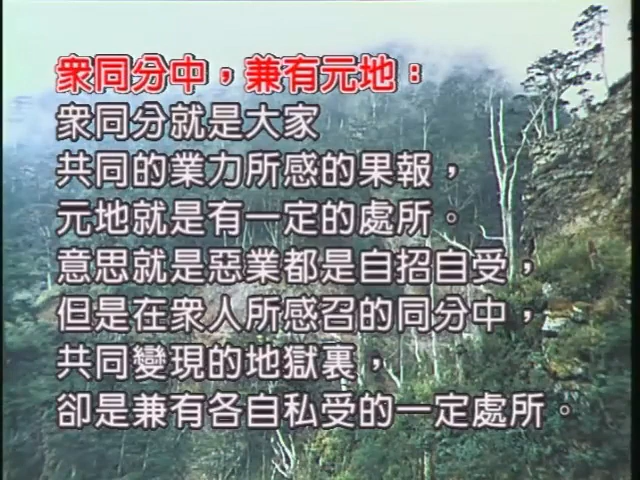 衆同分中，兼有元地：
衆同分就是大家
共同的業力所感的果報，
元地就是有一定的處所。
意思就是惡業都是自招自受，
但是在衆人所感召的同分中，
共同變現的地獄裏，
卻是兼有各自私受的一定處所。